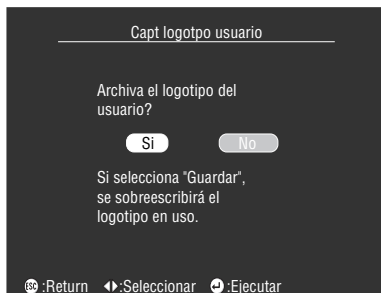 Capt logotpo usuario
Archiva el logotipo del
usuario?
Si No
Si selecciona "Guardar",
se sobreescribirá el
logotipo en uso.
ESC :Return :Seleccionar :Ejecutar